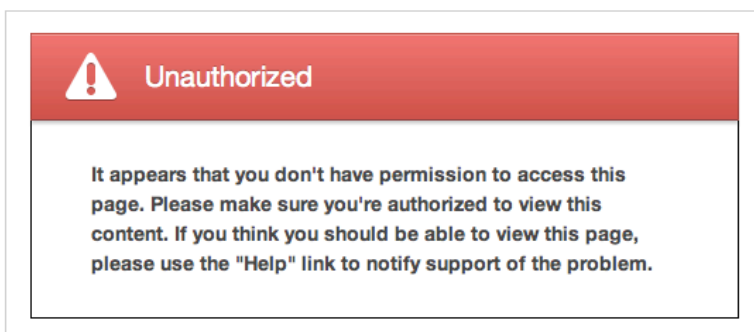 Unauthorized
It appears that you don't have permission to access this
page. Please make sure you're authorized to view this
content. If you think you should be able to view this page,
please use the "Help" link to notify support of the problem.